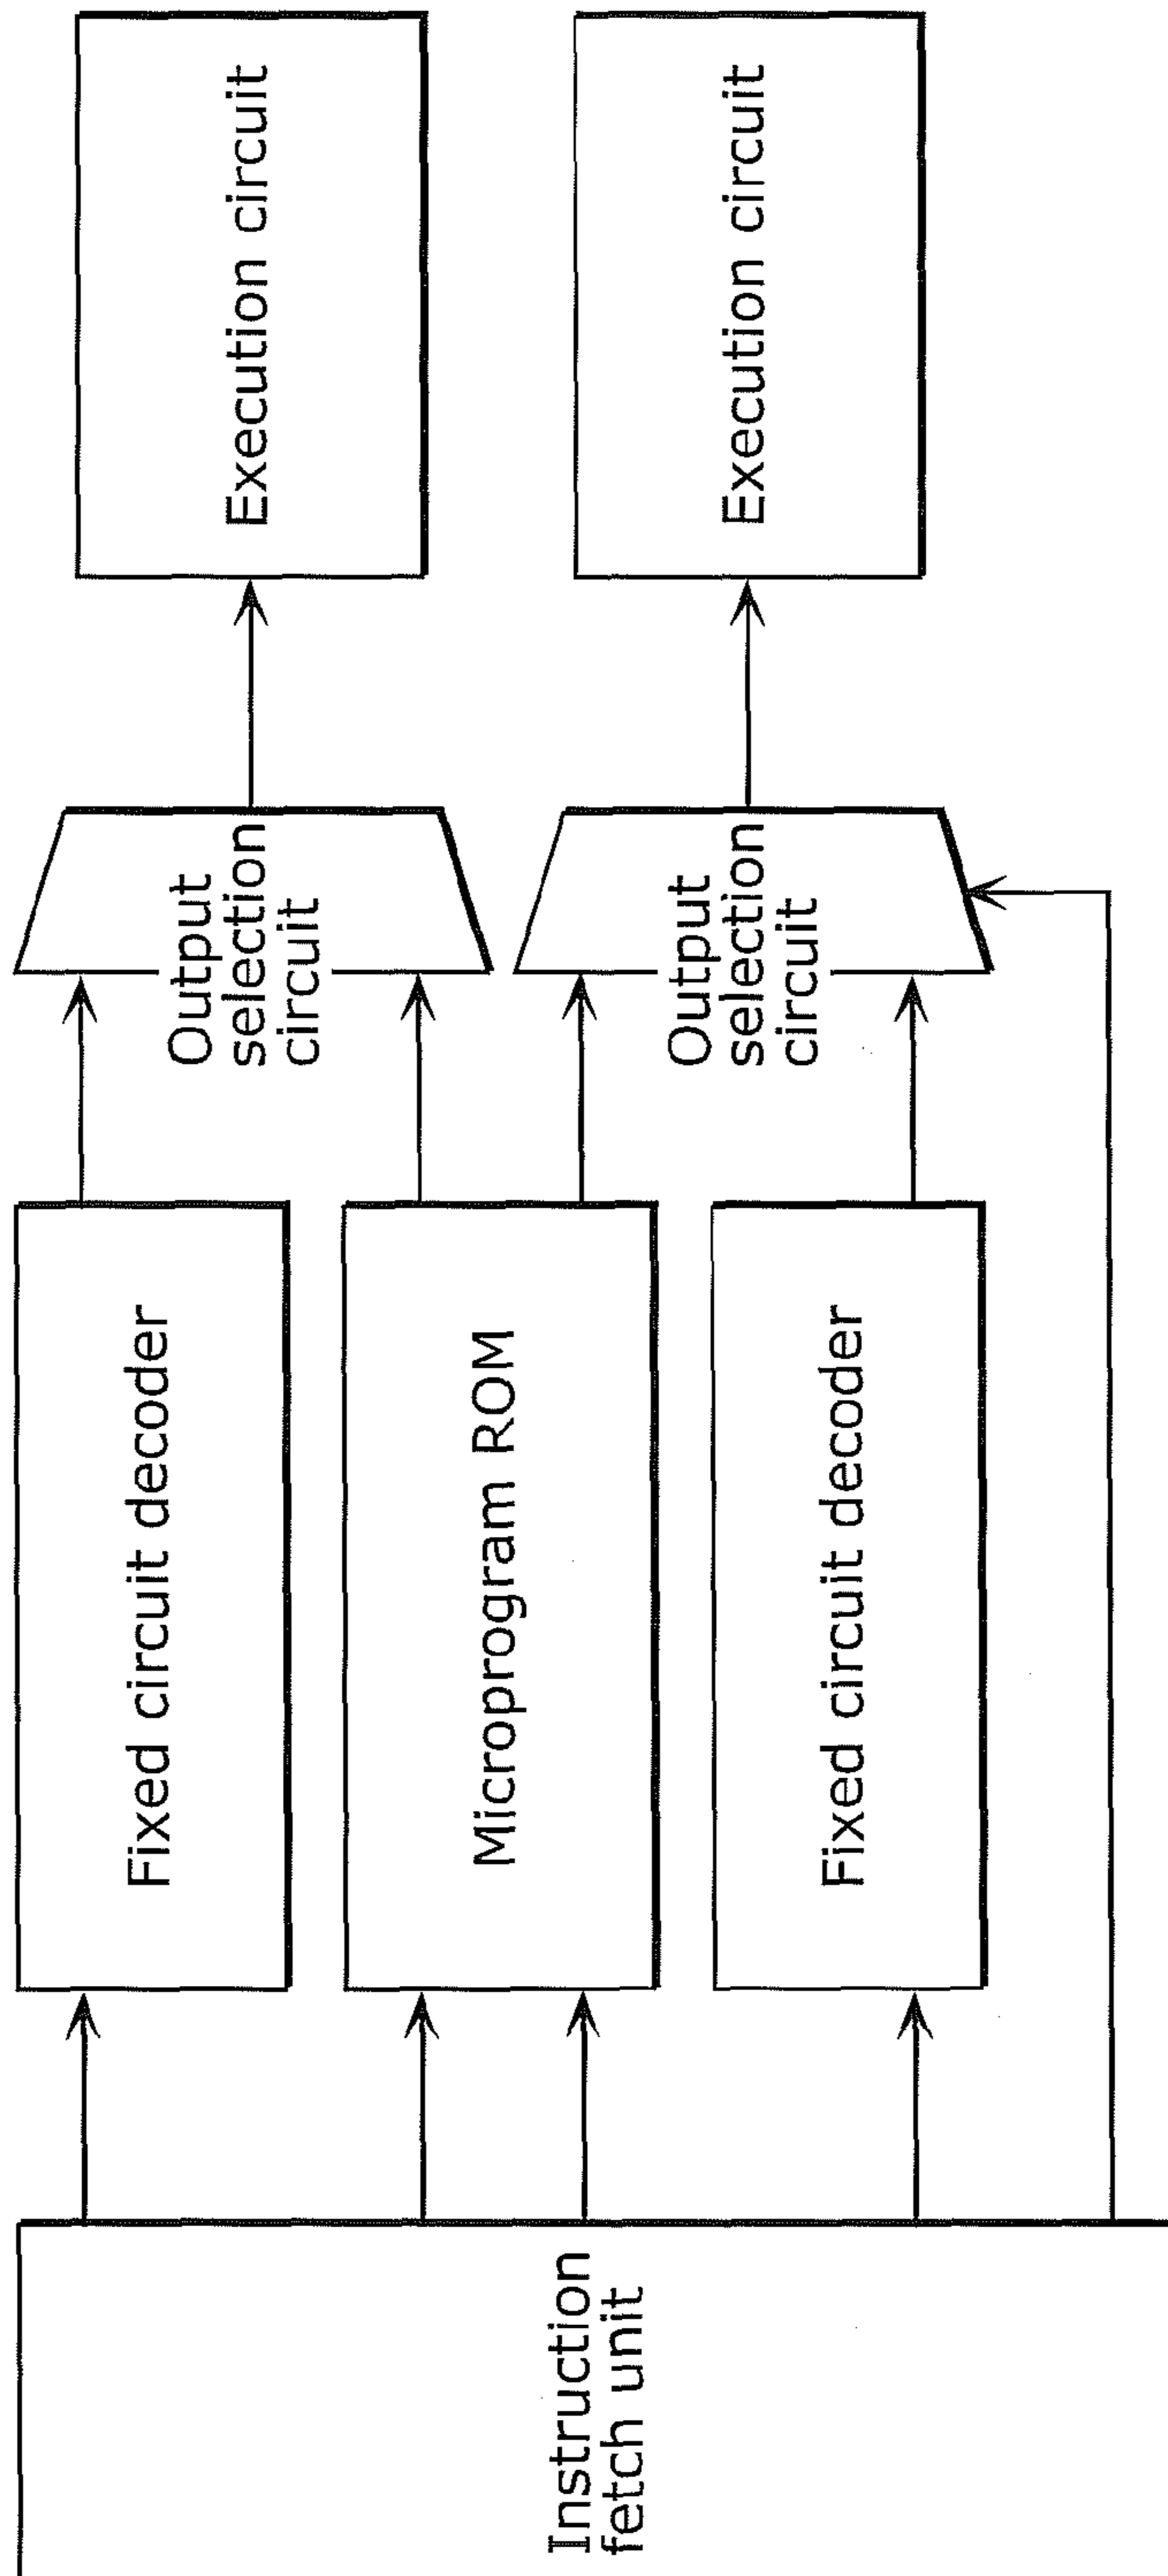 Instruction
fetch unit
Fixed circuit decoder
Microprogram ROM
Fixed circuit decoder
Output
selection
circuit
Output
selection
circuit
Execution circuit
Execution circuit